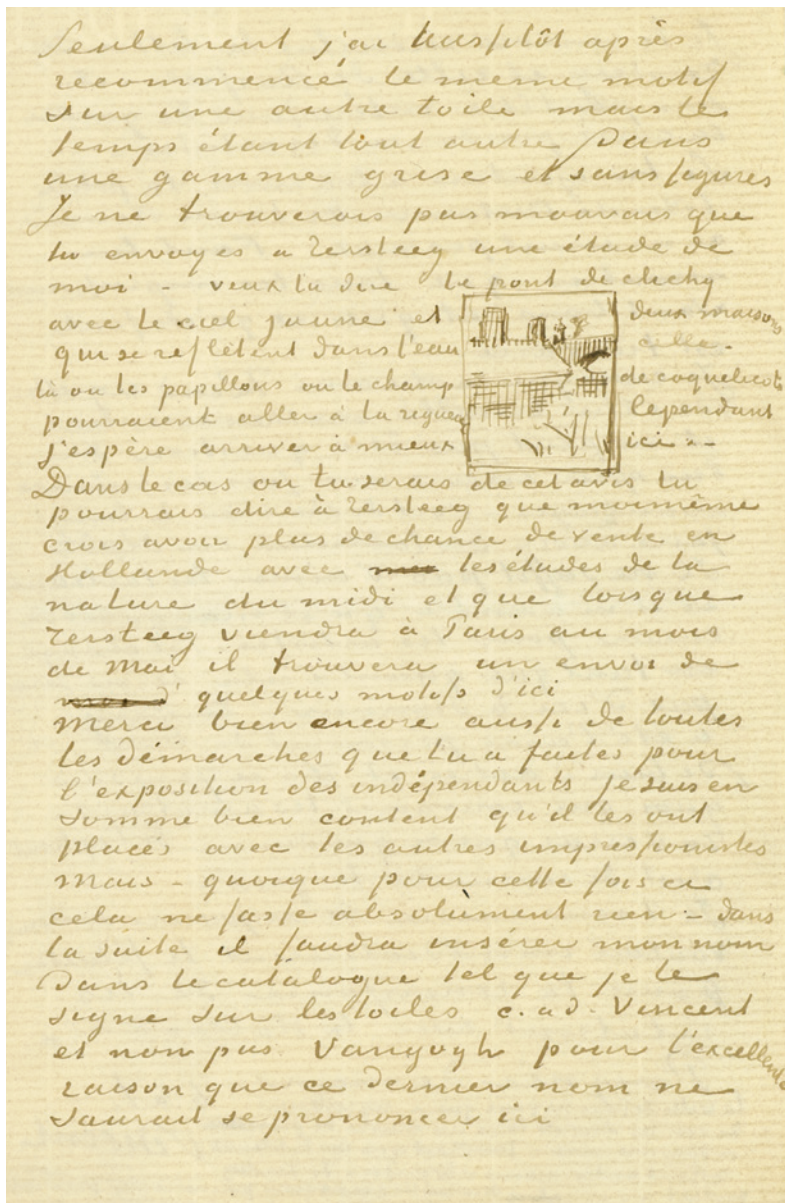 Seulement j'ai aussitôt après
recommencé le même motif
sur une autre toile mais le
temps étant tout autre Dans
une gamme grise et sans figures
Je ne trouverais pas mauvais que
tu envoyes a Tersteeg une étude de
moi – veux tu dire le pont de clichy
avec le ciel jaune et deux maisons
qui se reflètent dans l'eau celle-
là ou les papillons ou le champ de coquelicots
pourraient aller à la rigueur Cependant
j'espère arriver à mieux ici –
Dans le cas ou tu serais de cet avis tu
pourrais dire à Tersteeg que moimême
crois avoir plus de chance de vente en
Hollande avec les études de la
nature du midi et que lorsque
Tersteeg viendra à Paris au mois
de Mai il trouvera un envoi de
quelques motifs d'ici
Merci bien encore aussi de toutes
les démarches que tu a faites pour
l'exposition des indépendants je suis en
somme bien content qu'il les ont
placés avec les autres impressionistes
Mais – quoique pour cette fois ci
cela ne fasse absolument rien – dans
la suite il faudra insérer mon nom
Dans le catalogue tel que je le
signe sur les toiles c.a.d. Vincent
et non pas Vangogh pour l'excellente
raison que ce dernier nom ne
saurait se prononcer ici